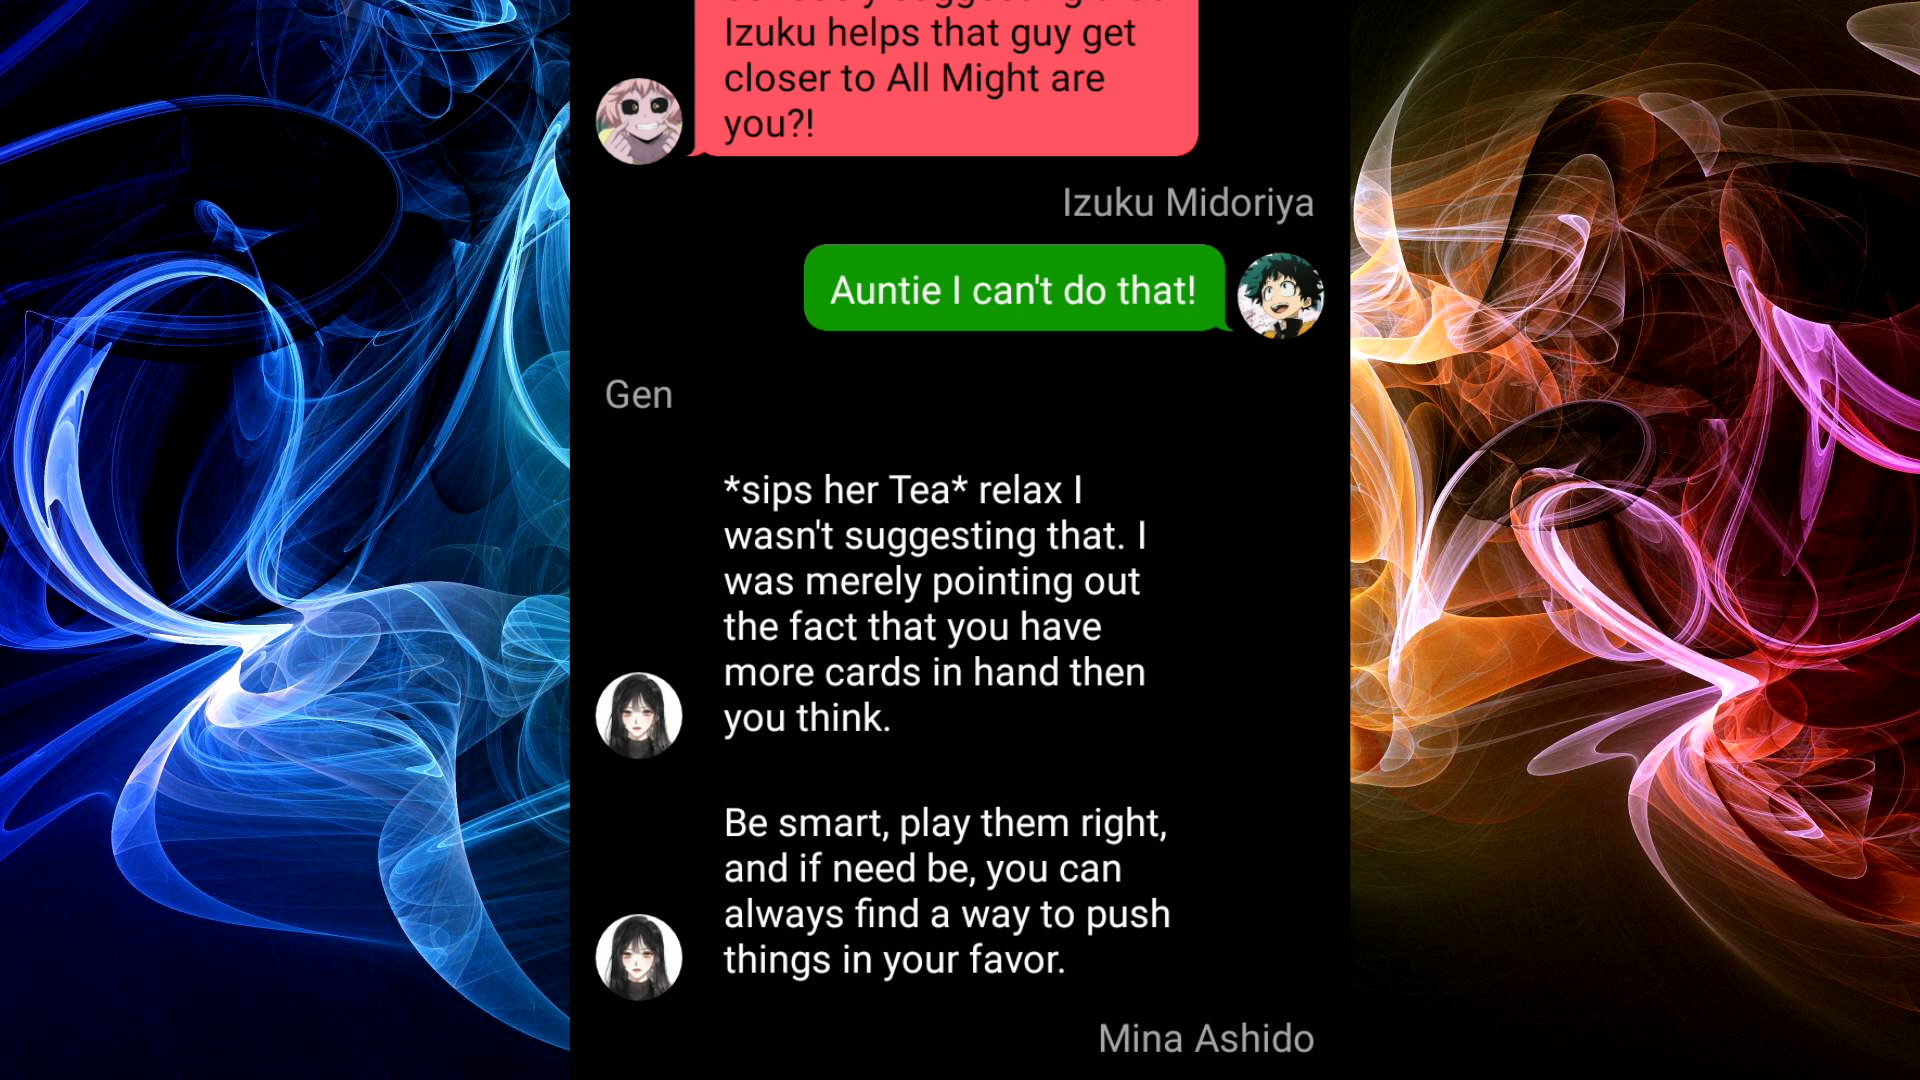 Izuku helps that guy get
closer to All Might are
you?!
Izuku Midoriya
Auntie I can't do that!
Gen
*sips her Tea* relax I
wasn't suggesting that. I
was merely pointing out
the fact that you have
more cards in hand then
you think.
Be smart, play them right,
and if need be, you can
always find a way to push
things in your favor.
Mina Ashido